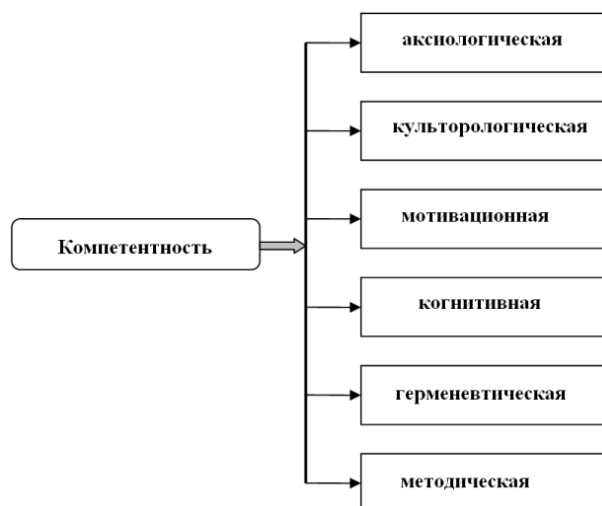 аксиологическая
культорологическая
мотивационная
Компетентность
когнитивная
герменевтическая
методическая